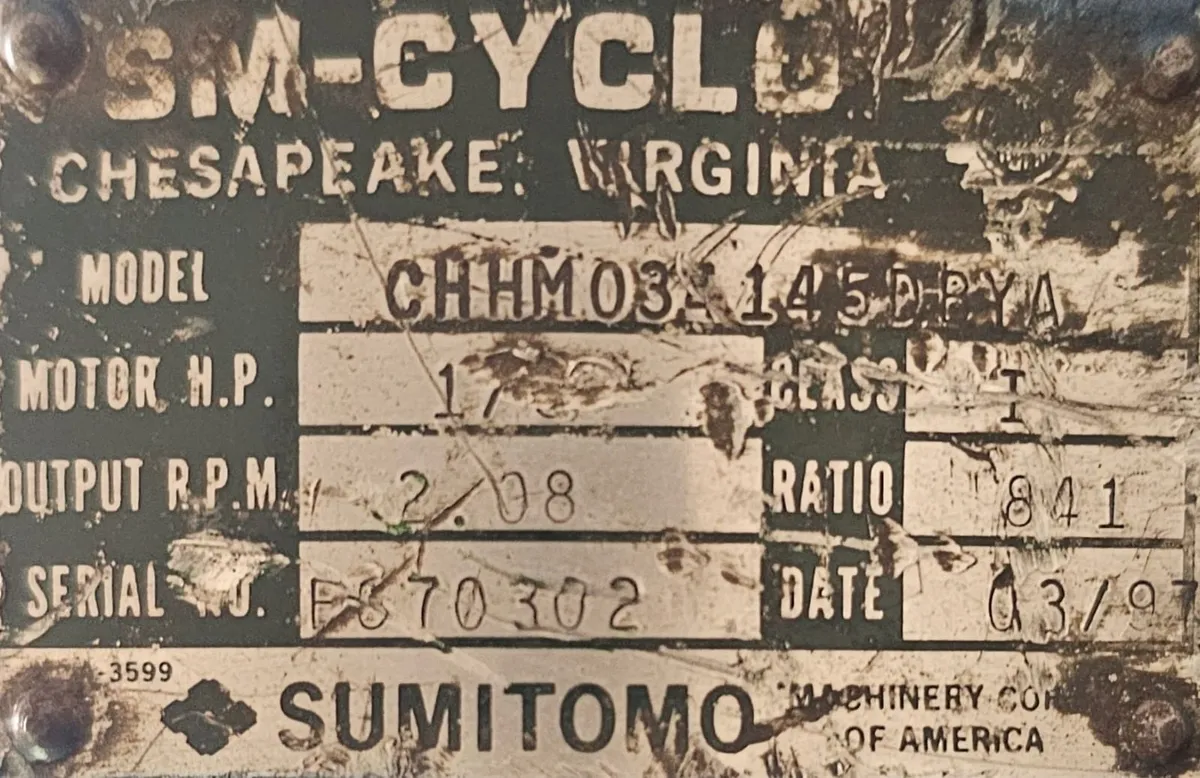 SM-CYCLO
CHESAPEAKE, VIRGINIA
MODEL
MOTOR H.P. CLASS I
OUTPUT R.P.M. 2.08 RATIO 841
SERIAL NO. DATE 03/97
-3599
SUMITOMO MACHINERY
OF AMERICA